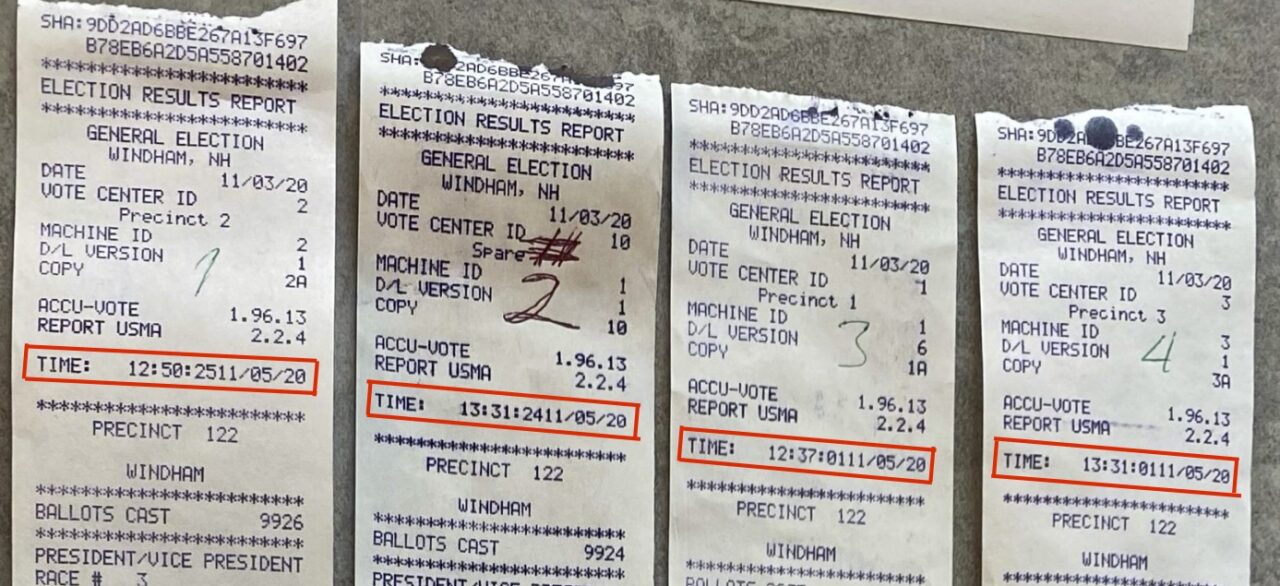 SHA:9DD2AD6BBE267A13F697
B78EB6A2D5A558701402
************************
ELECTION RESULTS REPORT
************************
GENERAL ELECTION
WINDHAM, NH
DATE 11/03/20
VOTE CENTER ID 2
Precinct 2
MACHINE ID 2
D/L VERSION 1
COPY 2A
1
ACCU-VOTE 1.96.13
REPORT USMA 2.2.4
TIME: 12:50:2511/05/20
************************
PRECINCT 122
WINDHAM
************************
BALLOTS CAST 9926
************************
PRESIDENT/VICE PRESIDENT
RACE # 3
SHA: 2AD6BBE267 97
B78EB6A2D5A558701402
************************
ELECTION RESULTS REPORT
************************
GENERAL ELECTION
WINDHAM, NH
DATE 11/03/20
VOTE CENTER ID 10
Spare
MACHINE ID 1
D/L VERSION 1
COPY 10
2
ACCU-VOTE 1.96.13
REPORT USMA 2.2.4
TIME: 13:31:2411/05/20
************************
PRECINCT 122
WINDHAM
************************
BALLOTS CAST 9924
************************
SHA:9DD2AD6BBE267A13F697
B78EB6A2D5A558701402
************************
ELECTION RESULTS REPORT
************************
GENERAL ELECTION
WINDHAM, NH
DATE 11/03/20
VOTE CENTER ID 1
Precinct 1
MACHINE ID 1
D/L VERSION 6
COPY 1A
3
ACCU-VOTE 1.96.13
REPORT USMA 2.2.4
TIME: 12:37:0111/05/20
************************
PRECINCT 122
WINDHAM
************************
SHA:9DD2A BE267A13F697
B78EB6A2D5A558701402
************************
ELECTION RESULTS REPORT
************************
GENERAL ELECTION
WINDHAM, NH
DATE 11/03/20
VOTE CENTER ID 3
Precinct 3
MACHINE ID 3
D/L VERSION 1
COPY 3A
4
ACCU-VOTE 1.96.13
REPORT USMA 2.2.4
TIME: 13:31:0111/05/20
************************
PRECINCT 122
WINDHAM
************************